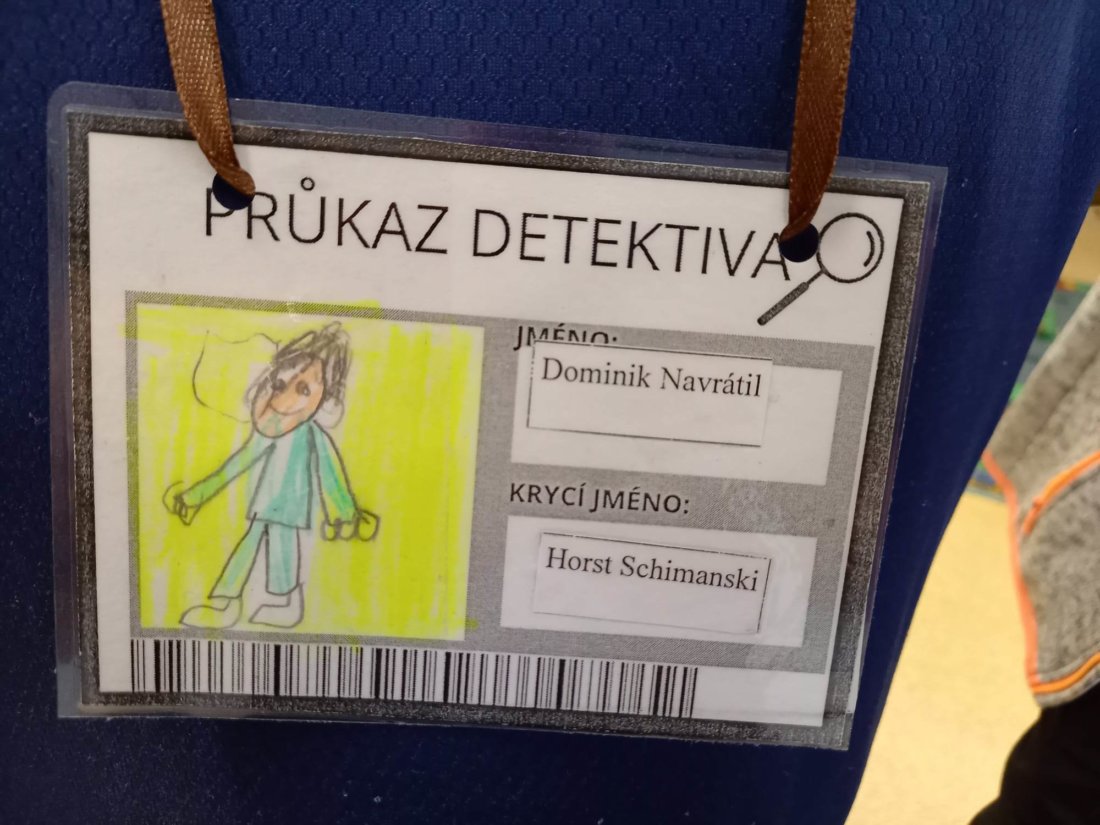 PRŮKAZ DETEKTIVA
JMÉNO:
Dominik Navrátil
KRYCÍ JMÉNO:
Horst Schimanski